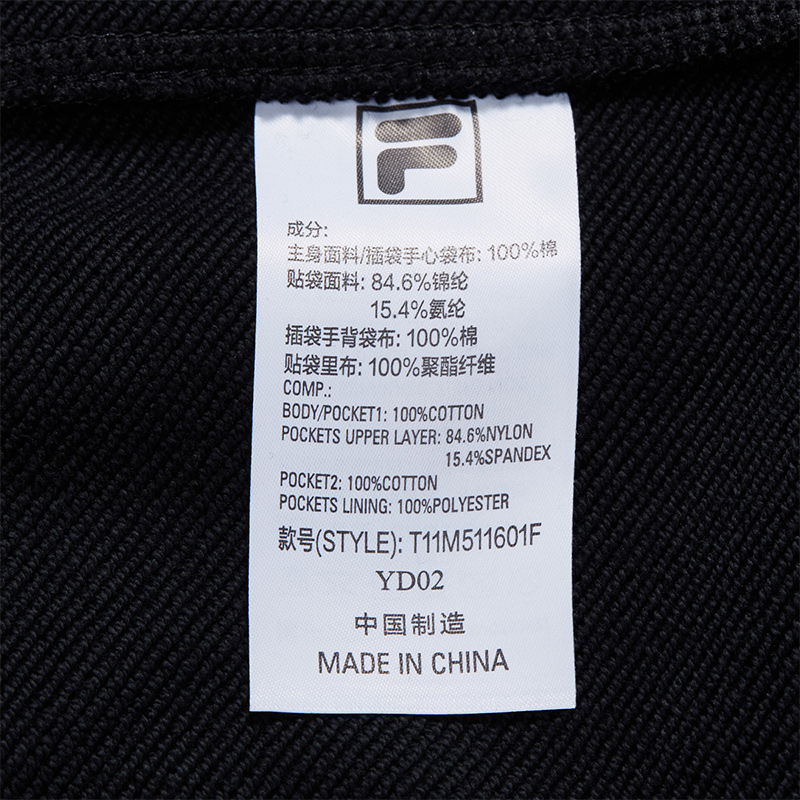 F
成分:
主身面料/插袋手心袋布: 100%棉
贴袋面料: 84.6%锦纶
15.4%氨纶
插袋手背袋布: 100%棉
贴袋里布: 100%聚酯纤维
COMP.:
BODY/POCKET1: 100%COTTON
POCKETS UPPER LAYER: 84.6%NYLON
15.4%SPANDEX
POCKET2: 100%COTTON
POCKETS LINING: 100%POLYESTER
款号(STYLE): T11M511601F
YD02
中国制造
MADE IN CHINA